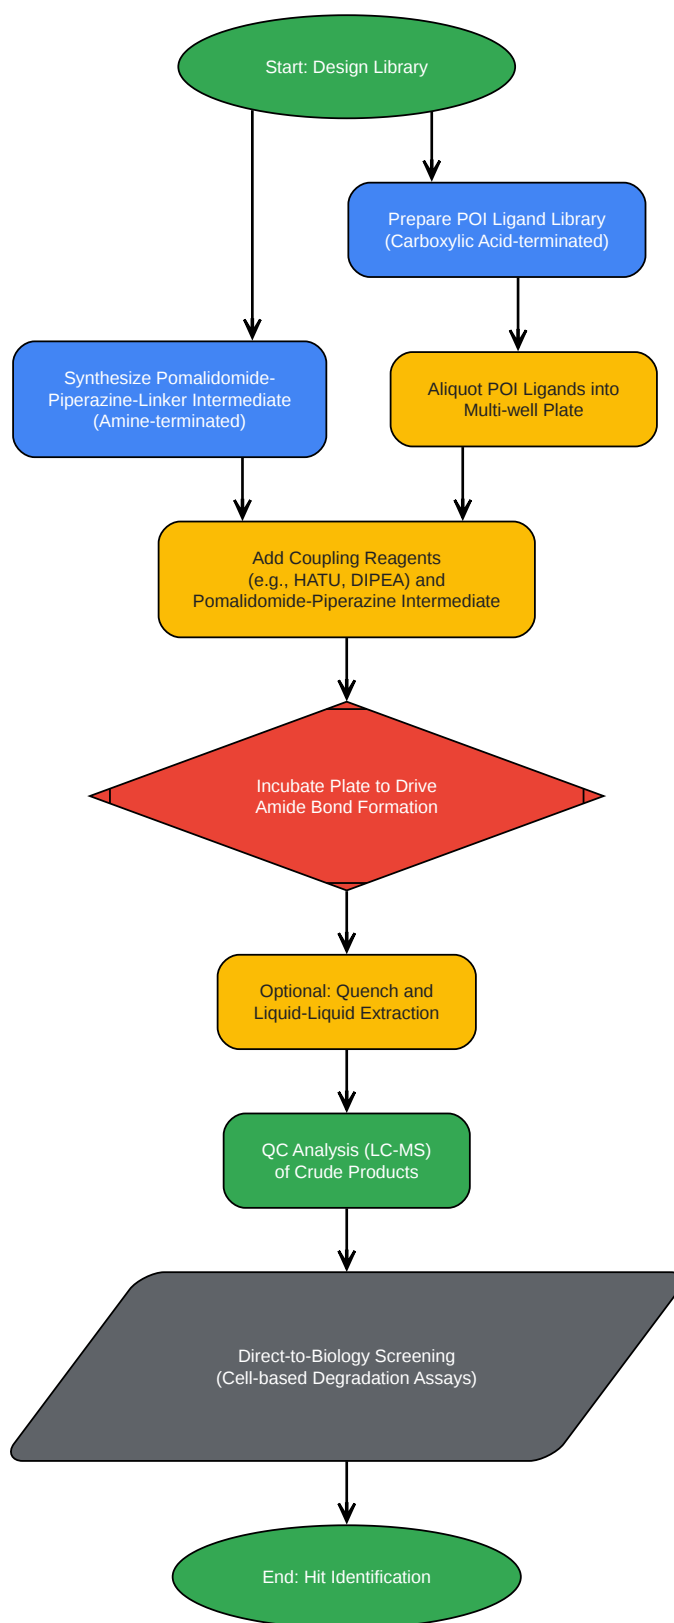 Start: Design Library
Prepare POI Ligand Library
(Carboxylic Acid-terminated)
Synthesize Pomalidomide-
Piperazine-Linker Intermediate
(Amine-terminated)
Aliquot POI Ligands into
Multi-well Plate
Add Coupling Reagents
(e.g., HATU, DIPEA) and
Pomalidomide-Piperazine Intermediate
Incubate Plate to Drive
Amide Bond Formation
Optional: Quench and
Liquid-Liquid Extraction
QC Analysis (LC-MS)
of Crude Products
Direct-to-Biology Screening
(Cell-based Degradation Assays)
End: Hit Identification